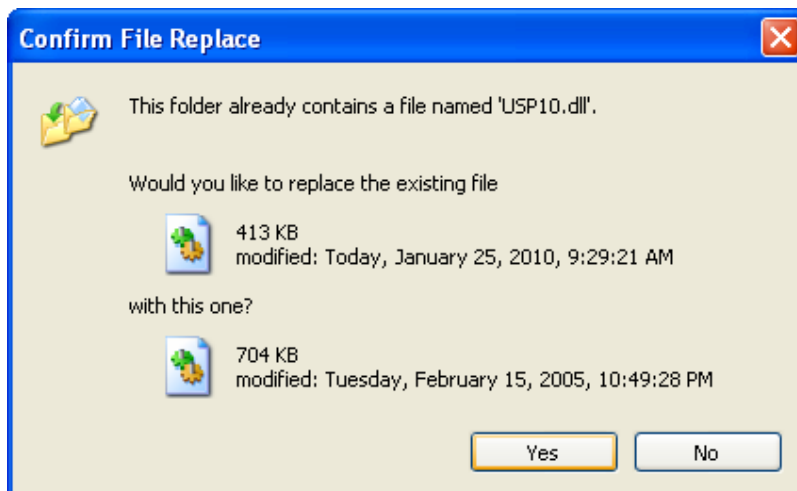 Confirm File Replace
This folder already contains a file named 'USP10.dll'.
Would you like to replace the existing file
413 KB
modified: Today, January 25, 2010, 9:29:21 AM
with this one?
704 KB
modified: Tuesday, February 15, 2005, 10:49:28 PM
Yes No